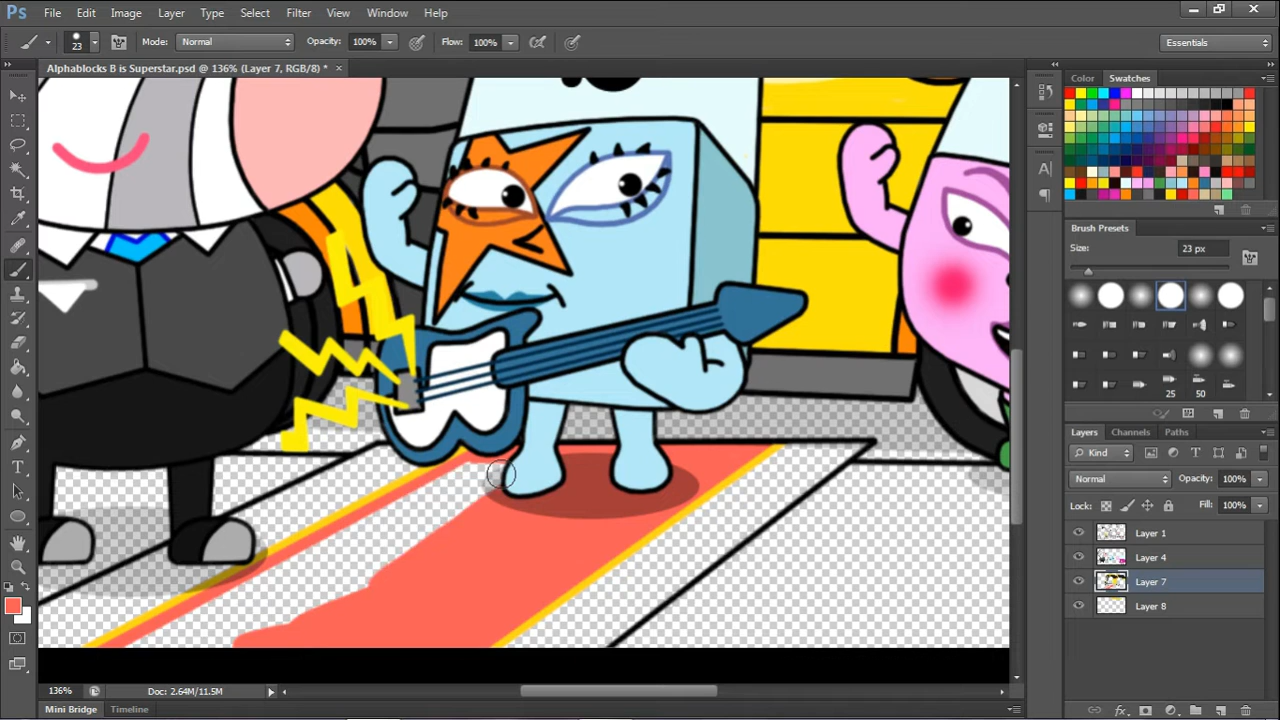 Ps File Edit Image Layer Type Select Filter View Window Help
23 Mode: Normal Opacity: 100% Flow: 100% Essentials
Alphablocks B is Superstar.psd @ 136% (Layer 7, RGB/8) * ×
Color Swatches
Brush Presets
Size: 23 px
25 50
Layers Channels Paths
Kind
Normal Opacity: 100%
Lock: Fill: 100%
Layer 1
Layer 4
Layer 7
Layer 8
136% Doc: 2.64M/11.5M
Mini Bridge Timeline